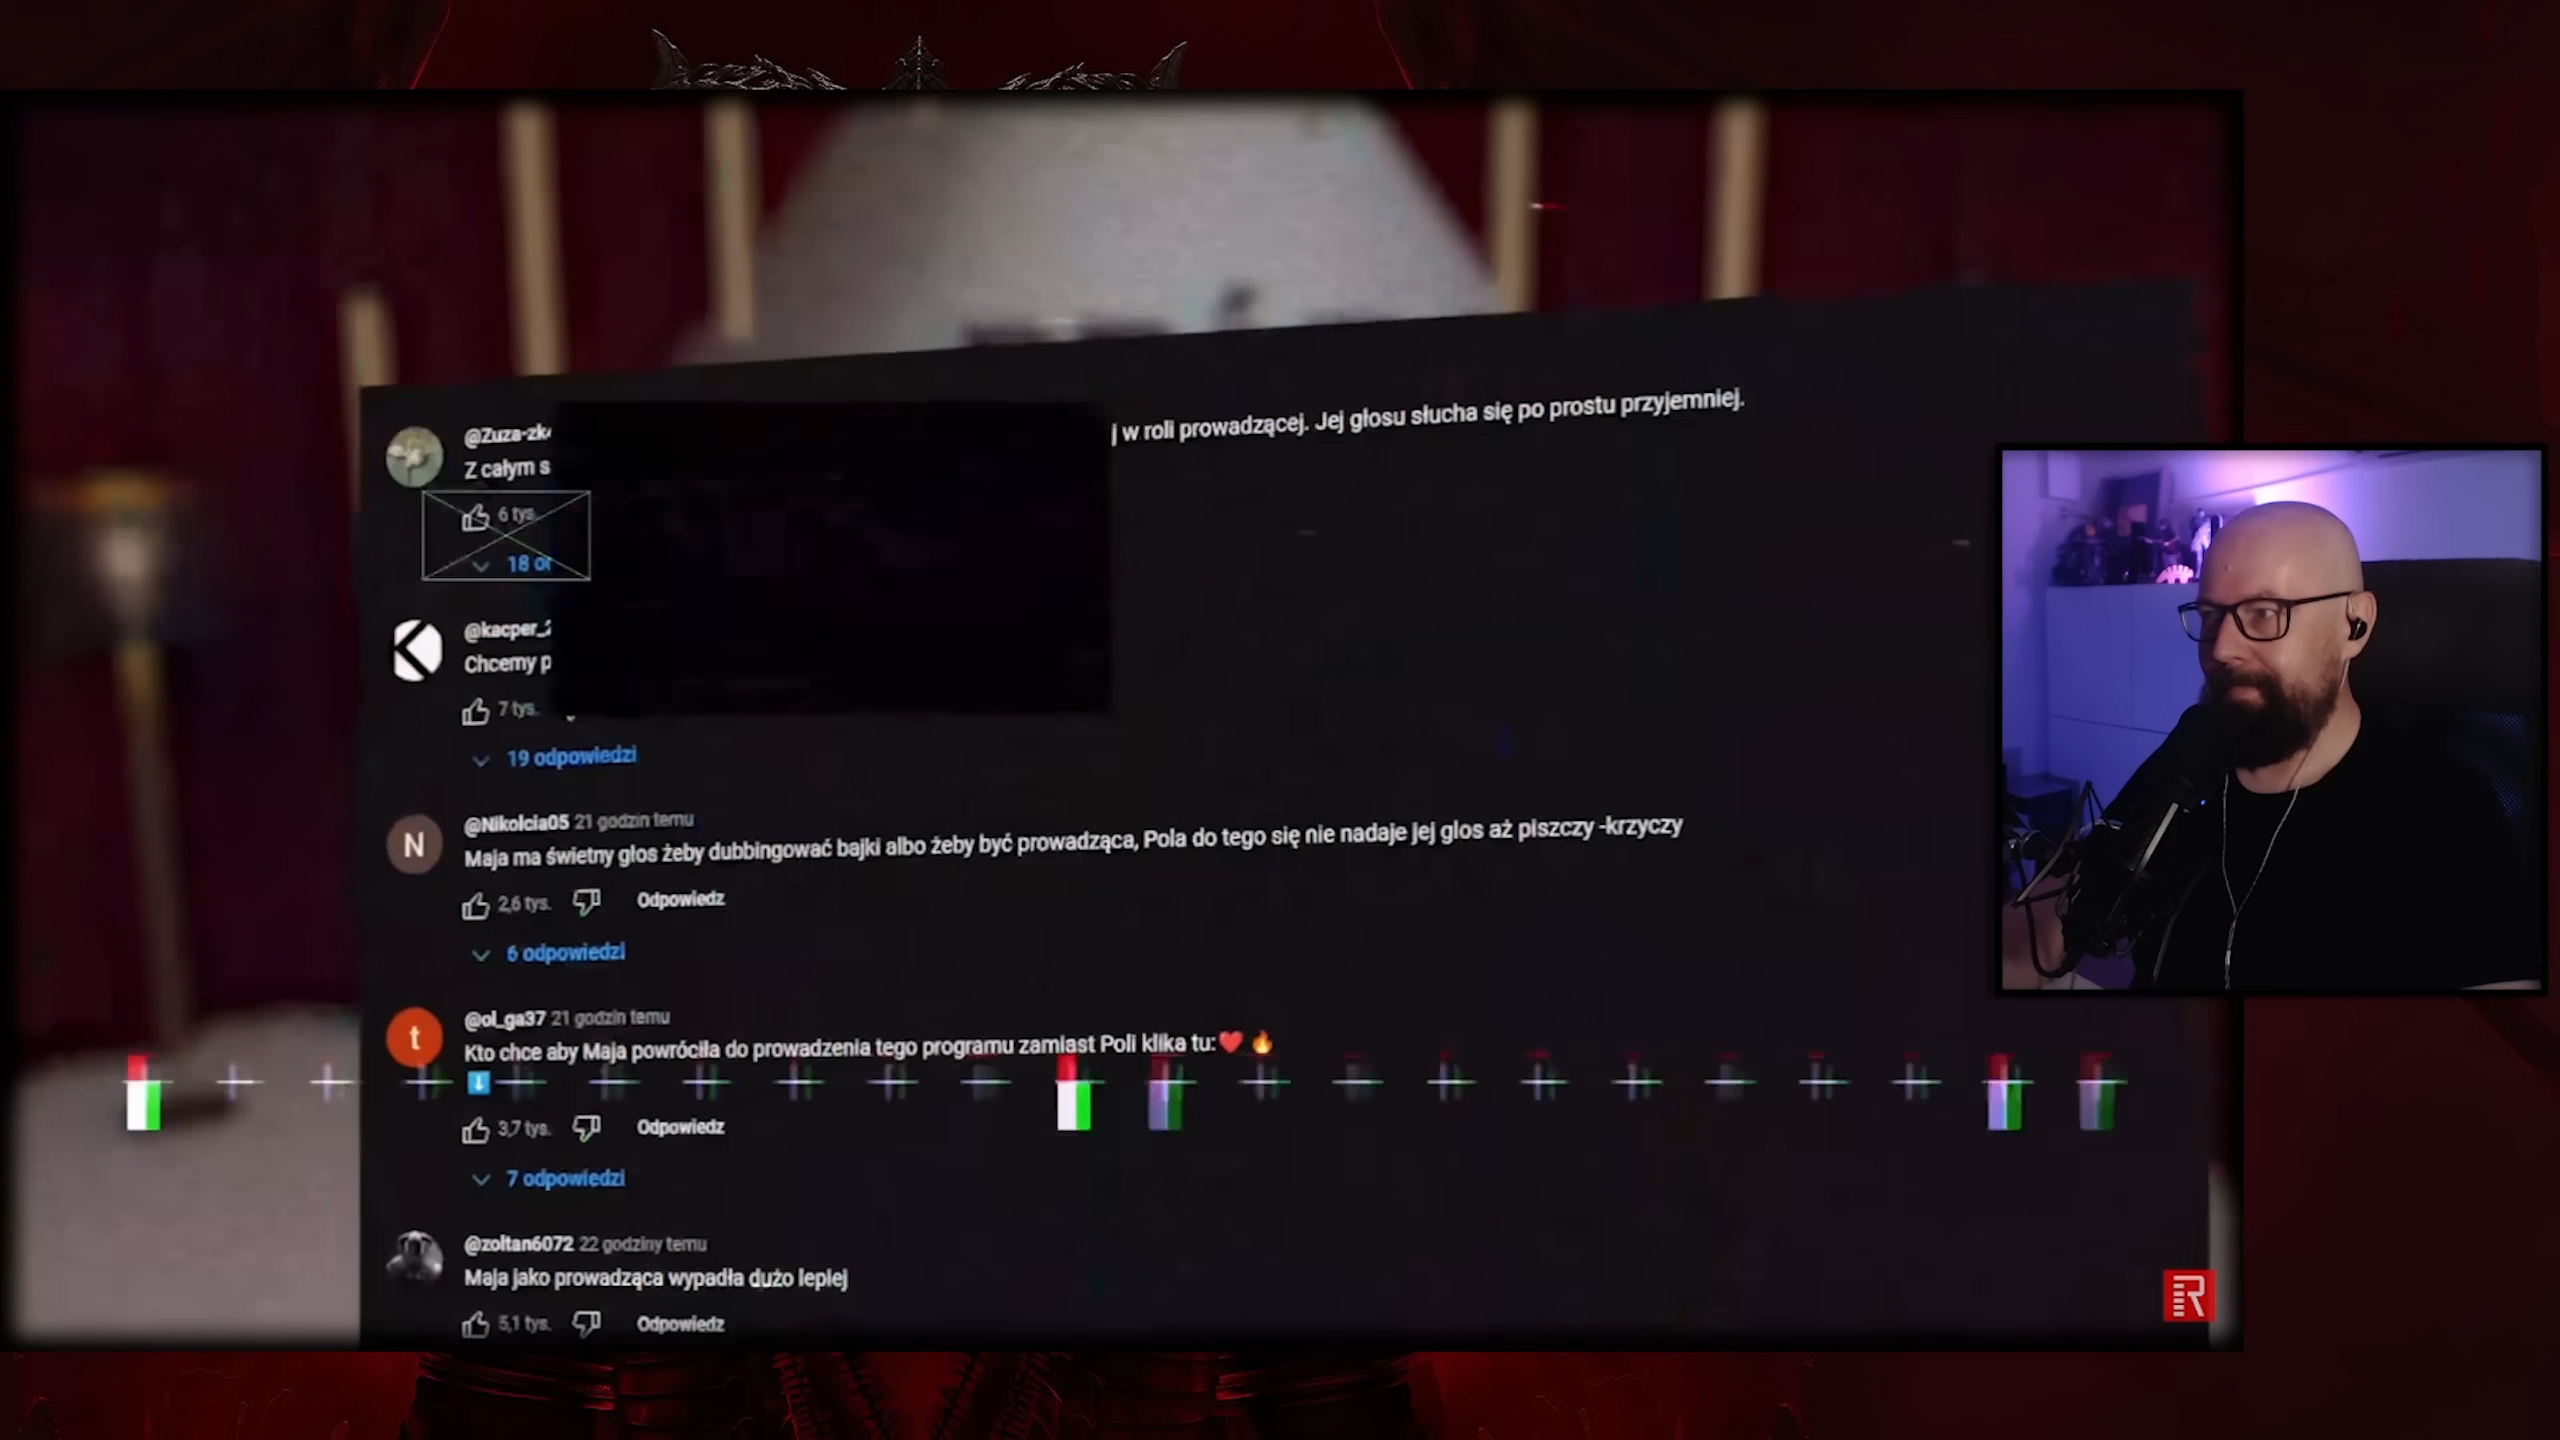 @Zuza-zk
Z całym s
j w roli prowadzącej. Jej głosu słucha się po prostu przyjemniej.
6 tys.
18 o
@kacper_
Chcemy p
7 tys.
19 odpowiedzi
N
@Nikolcia05 21 godzin temu
Maja ma świetny głos żeby dubbingować bajki albo żeby być prowadząca, Pola do tego się nie nadaje jej glos aż piszczy -krzyczy
2,6 tys. Odpowiedz
6 odpowiedzi
t
@ol_ga37 21 godzin temu
Kto chce aby Maja powróciła do prowadzenia tego programu zamiast Poli klika tu:❤️🔥
⬇️
3,7 tys. Odpowiedz
7 odpowiedzi
@zoltan6072 22 godziny temu
Maja jako prowadząca wypadła dużo lepiej
5,1 tys. Odpowiedz
R